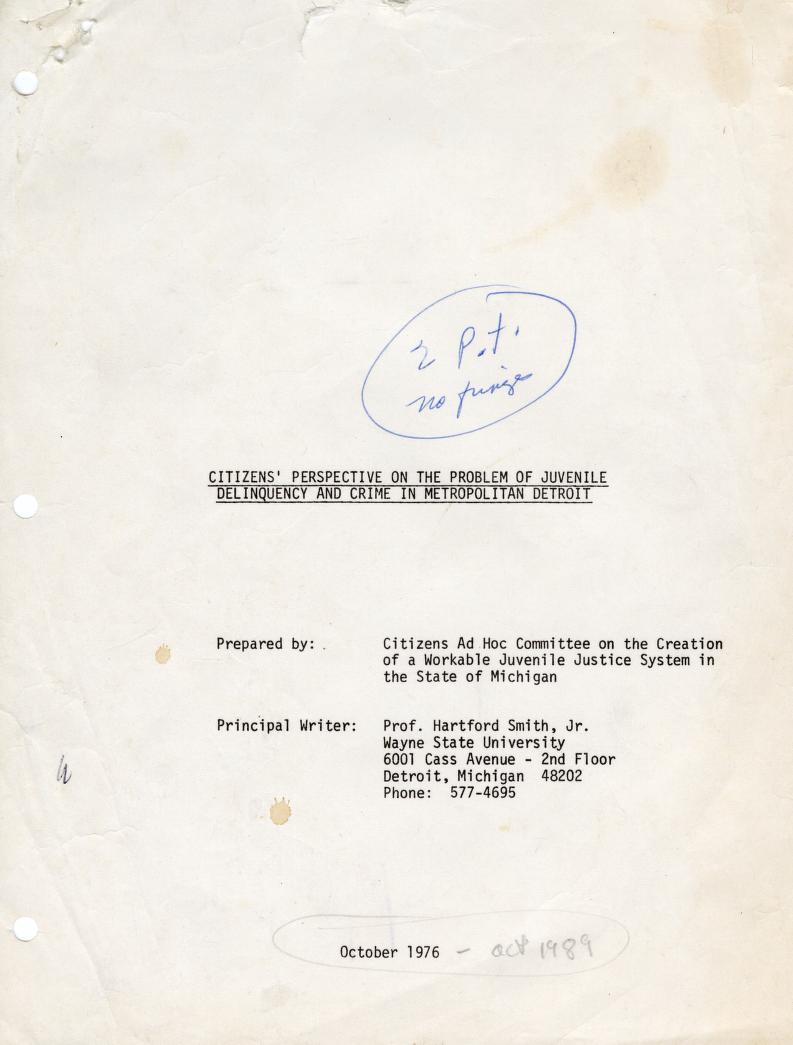 2 P.t.
no fringe
CITIZENS' PERSPECTIVE ON THE PROBLEM OF JUVENILE
DELINQUENCY AND CRIME IN METROPOLITAN DETROIT
Prepared by:
Citizens Ad Hoc Committee on the Creation
of a Workable Juvenile Justice System in
the State of Michigan
Principal Writer:
Prof. Hartford Smith, Jr.
Wayne State University
6001 Cass Avenue - 2nd Floor
Detroit, Michigan 48202
Phone: 577-4695
October 1976 - oct 1989